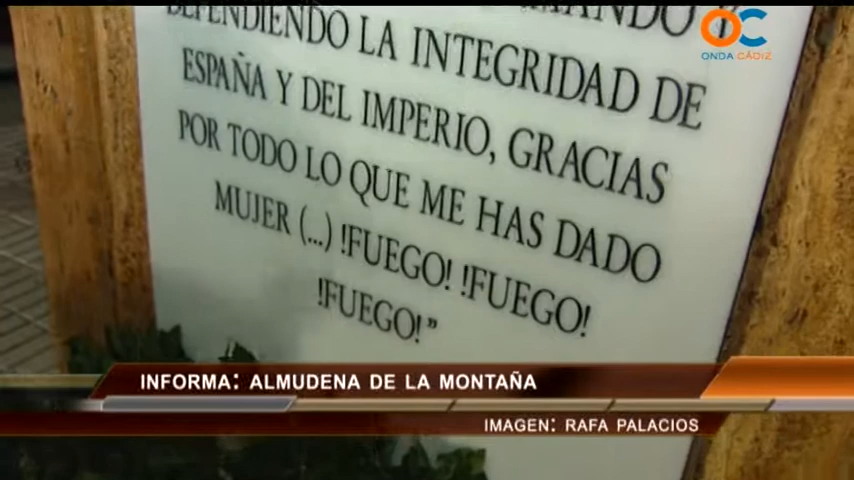 DEFENDIENDO LA INTEGRIDAD DE
ESPAÑA Y DEL IMPERIO, GRACIAS
POR TODO LO QUE ME HAS DADO
MUJER (...) !FUEGO! !FUEGO!
!FUEGO!”
OC
ONDA CÁDIZ
INFORMA: ALMUDENA DE LA MONTAÑA
IMAGEN: RAFA PALACIOS